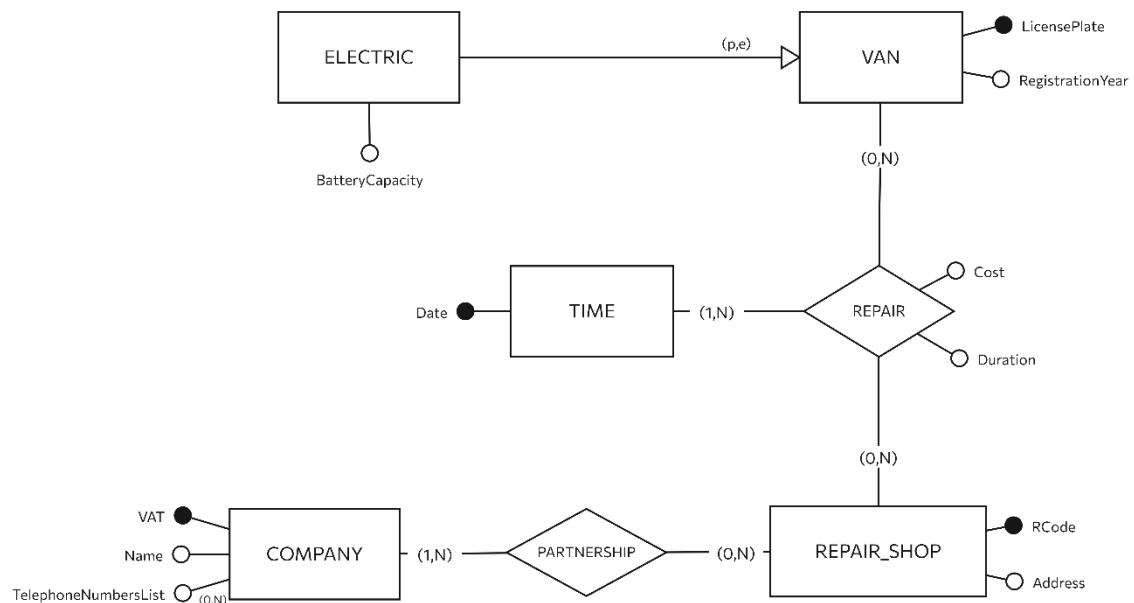 ELECTRIC
(p,e)
VAN
LicensePlate
RegistrationYear
BatteryCapacity
(0,N)
Date
TIME
(1,N)
REPAIR
Cost
Duration
(0,N)
VAT
Name
TelephoneNumbersList
(0,N)
COMPANY
(1,N)
PARTNERSHIP
(0,N)
REPAIR_SHOP
RCode
Address